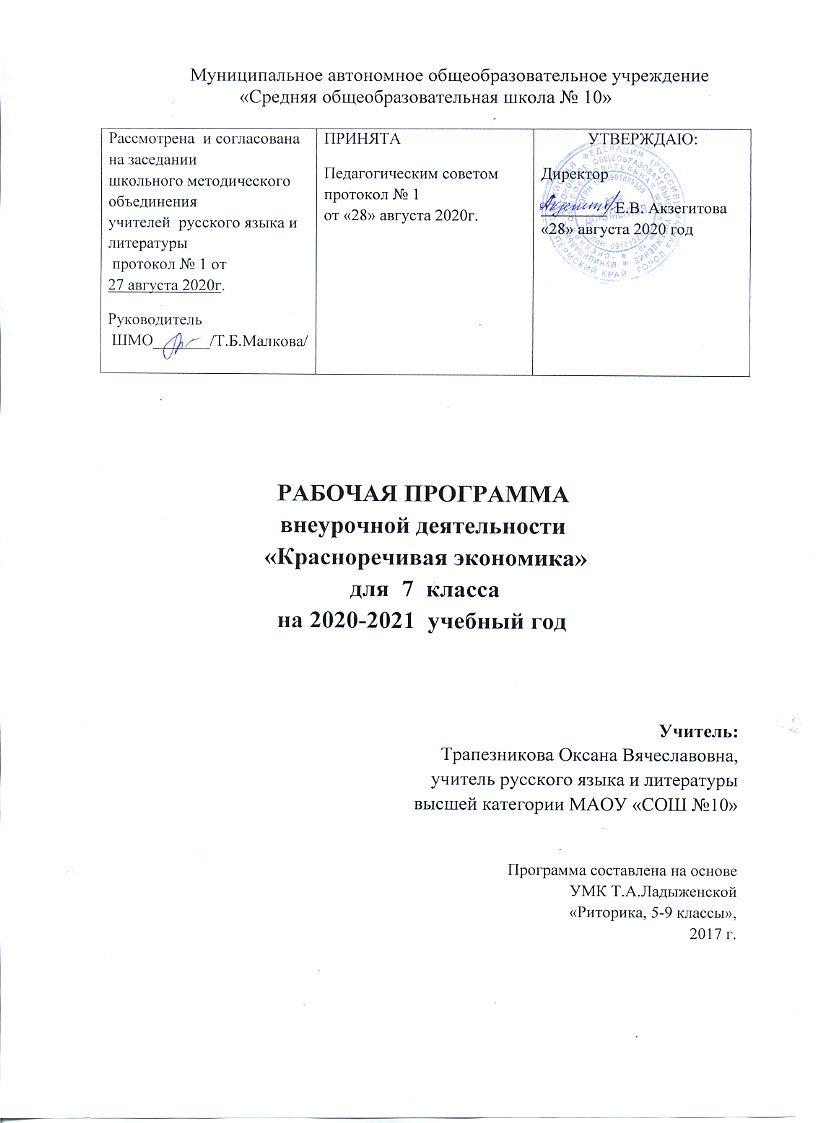 Муниципальное автономное общеобразовательное учреждение
«Средняя общеобразовательная школа № 10»
Рассмотрена и согласована
на заседании
школьного методического
объединения
учителей русского языка и
литературы
протокол № 1 от
27 августа 2020г.
Руководитель
ШМО_______/Т.Б.Малкова/
ПРИНЯТА
Педагогическим советом
протокол № 1
от «28» августа 2020г.
УТВЕРЖДАЮ:
Директор
_________ Е.В. Акзегитова
«28» августа 2020 год
ПЕРМСКИЙ КРАЙ
РАБОЧАЯ ПРОГРАММА
внеурочной деятельности
«Красноречивая экономика»
для 7 класса
на 2020-2021 учебный год
Учитель:
Трапезникова Оксана Вячеславовна,
учитель русского языка и литературы
высшей категории МАОУ «СОШ №10»
Программа составлена на основе
УМК Т.А.Ладыженской
«Риторика, 5-9 классы»,
2017 г.